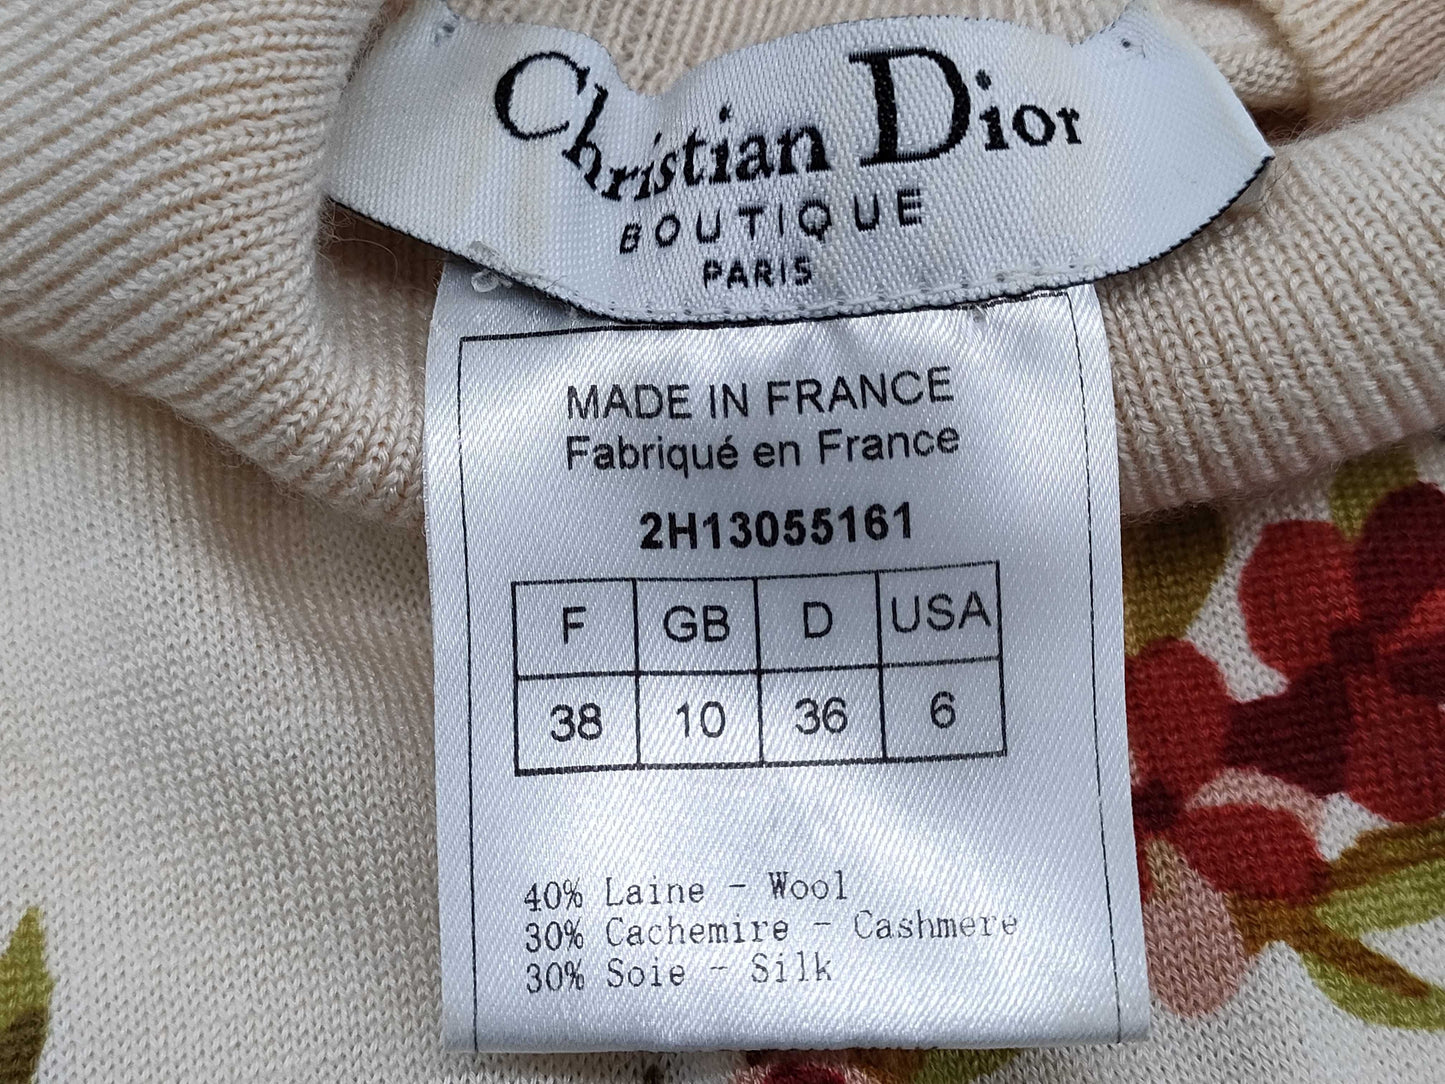 Christian Dior
BOUTIQUE
PARIS
MADE IN FRANCE
Fabriqué en France
2H13055161
F GB D USA
38 10 36 6
40% Laine - Wool
30% Cachemire - Cashmere
30% Soie - Silk